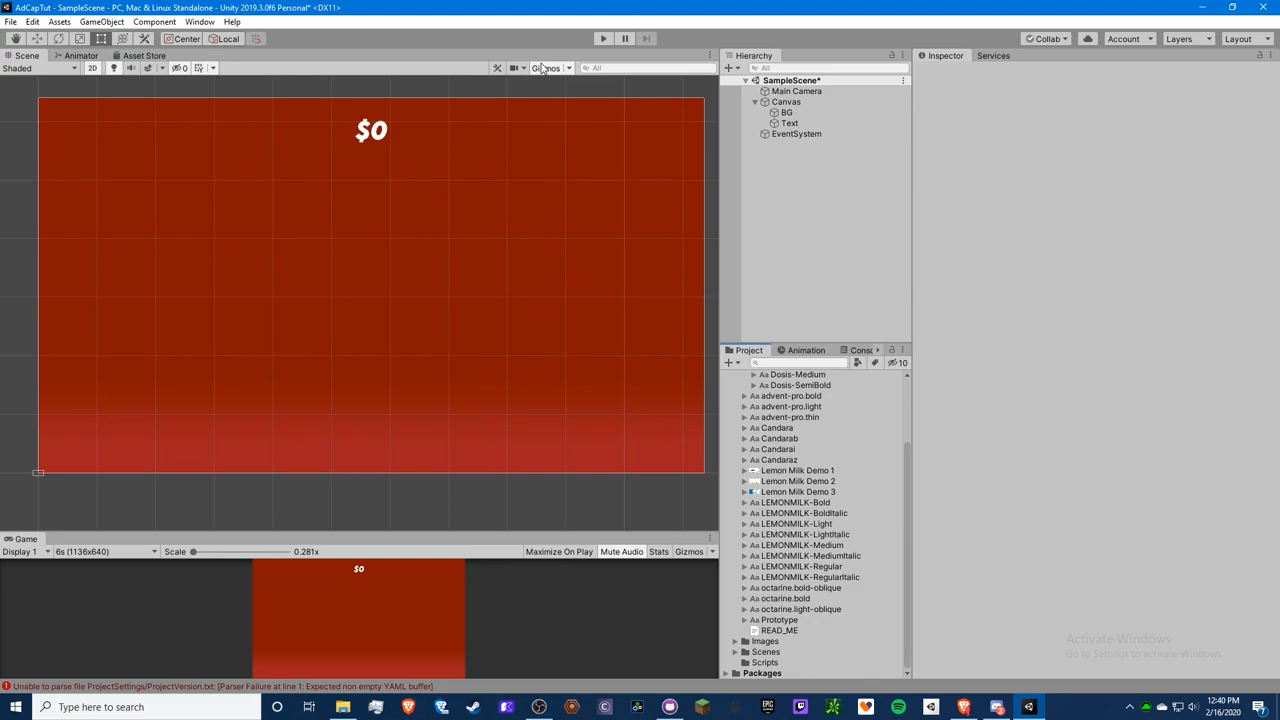 AdCapTut - SampleScene - PC, Mac & Linux Standalone - Unity 2019.3.0f6 Personal* <DX11>
File Edit Assets GameObject Component Window Help
Center Local Collab Account Layers Layout
Scene Animator Asset Store
Shaded 2D 0 Gizmos All
$0
Hierarchy
All
SampleScene*
Main Camera
Canvas
BG
Text
EventSystem
Inspector Services
Project Animation Conso
10
Dosis-Medium
Dosis-SemiBold
advent-pro.bold
advent-pro.light
advent-pro.thin
Candara
Candarab
Candarai
Candaraz
Lemon Milk Demo 1
Lemon Milk Demo 2
Lemon Milk Demo 3
LEMONMILK-Bold
LEMONMILK-BoldItalic
LEMONMILK-Light
LEMONMILK-LightItalic
LEMONMILK-Medium
LEMONMILK-MediumItalic
LEMONMILK-Regular
LEMONMILK-RegularItalic
octarine.bold-oblique
octarine.bold
octarine.light-oblique
Prototype
READ_ME
Images
Scenes
Scripts
Packages
Game
Display 1 6s (1136x640) Scale 0.281x Maximize On Play Mute Audio Stats Gizmos
$0
Activate Windows
Go to Settings to activate Windows.
Unable to parse file ProjectSettings/ProjectVersion.txt: [Parser Failure at line 1: Expected non empty YAML buffer]
Type here to search
12:40 PM
2/16/2020